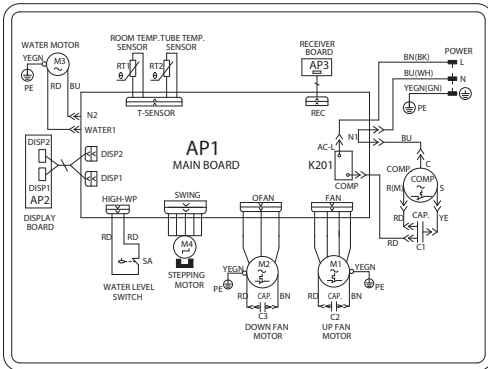 ROOM TEMP. TUBE TEMP.
SENSOR SENSOR
RT1 RT2
θ θ
T-SENSOR
WATER MOTOR
YEGN
M3
PE
RD BU
N2
WATER1
RECEIVER
BOARD
AP3
REC
POWER
BN(BK) L
BU(WH) N
YEGN(GN)
PE
AP1
MAIN BOARD
AC-L
N1
K201
COMP
BU
C
COMP
COMP
R(M) S
RD YE
CAP.
C1
RD
DISP2
DISP1
AP2
DISPLAY
BOARD
DISP2
DISP1
HIGH-WP
RD RD
SA
WATER LEVEL
SWITCH
SWING
M4
STEPPING
MOTOR
OFAN
YEGN
M2
PE
RD CAP. BN
C3
DOWN FAN
MOTOR
FAN
M1
YEGN
PE
RD CAP. BN
C2
UP FAN
MOTOR